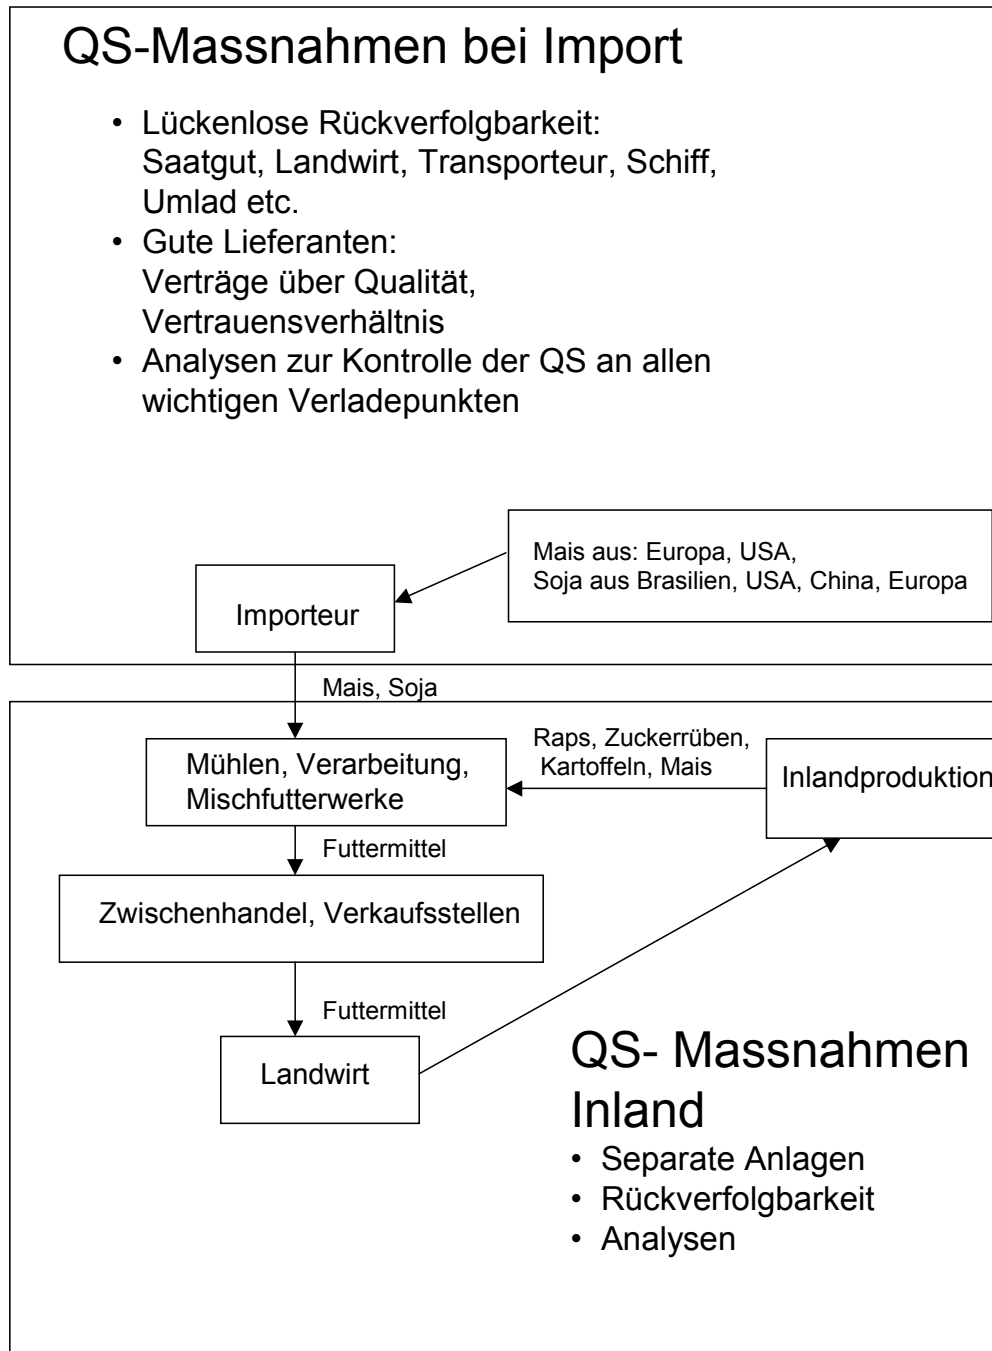 QS-Massnahmen bei Import
• Lückenlose Rückverfolgbarkeit:
Saatgut, Landwirt, Transporteur, Schiff,
Umlad etc.
• Gute Lieferanten:
Verträge über Qualität,
Vertrauensverhältnis
• Analysen zur Kontrolle der QS an allen
wichtigen Verladepunkten
Mais aus: Europa, USA,
Soja aus Brasilien, USA, China, Europa
Importeur
Mais, Soja
Raps, Zuckerrüben,
Kartoffeln, Mais
Mühlen, Verarbeitung,
Mischfutterwerke
Inlandproduktion
Futtermittel
Zwischenhandel, Verkaufsstellen
Futtermittel
Landwirt
QS- Massnahmen
Inland
• Separate Anlagen
• Rückverfolgbarkeit
• Analysen